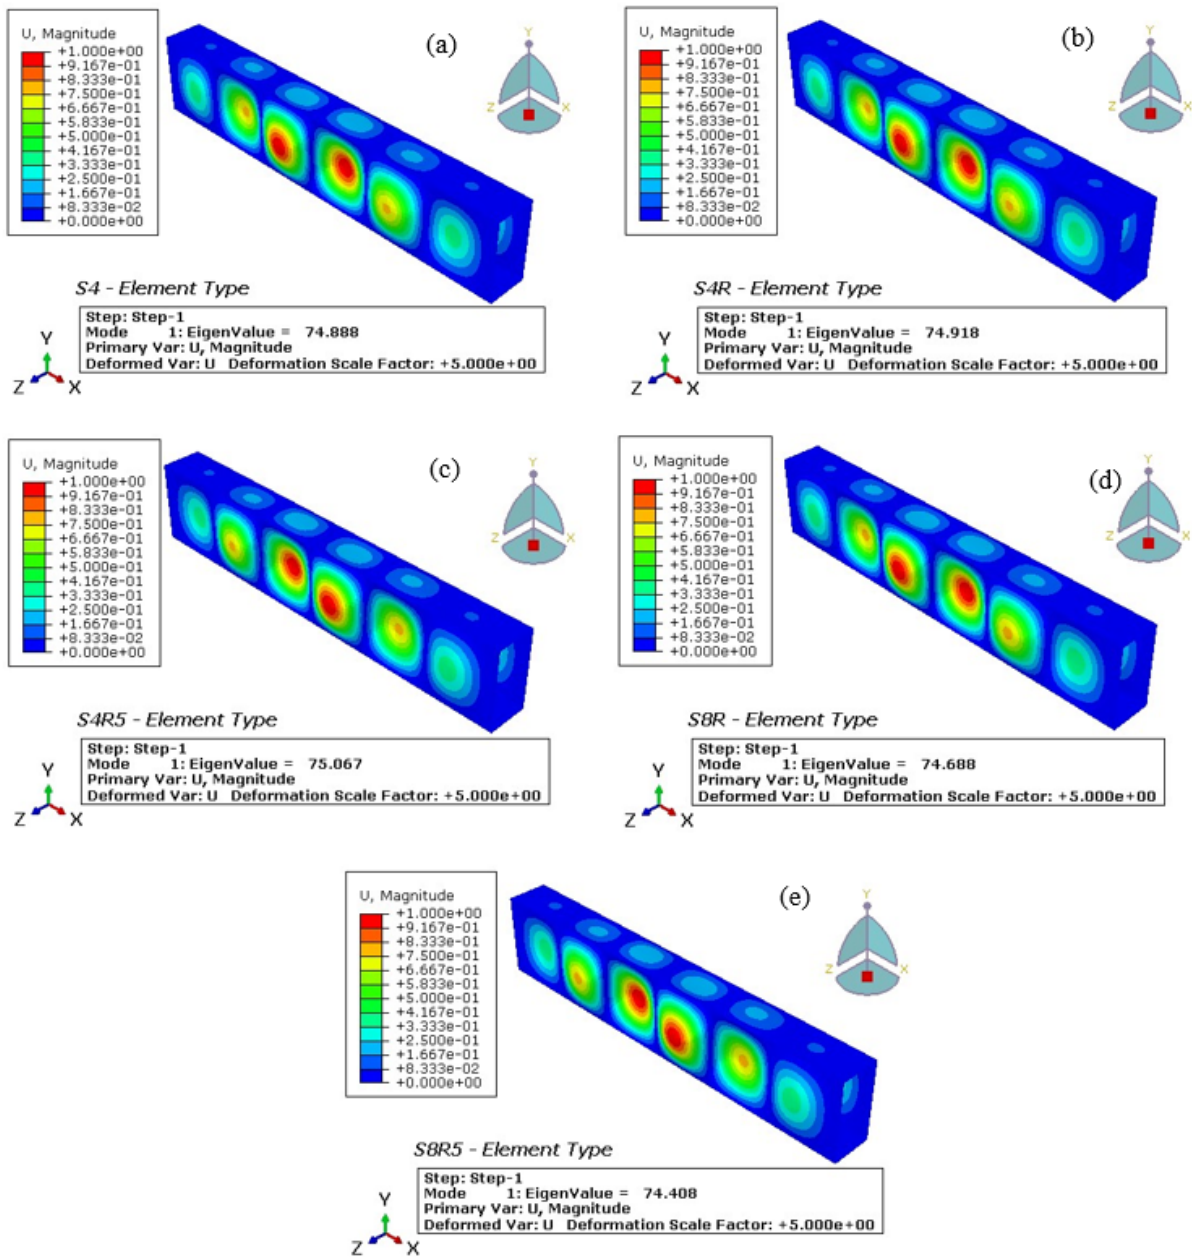 U, Magnitude
+1.000e+00
+9.167e-01
+8.333e-01
+7.500e-01
+6.667e-01
+5.833e-01
+5.000e-01
+4.167e-01
+3.333e-01
+2.500e-01
+1.667e-01
+8.333e-02
+0.000e+00
(a)
Y
Z
X
S4 - Element Type
Step: Step-1
Mode 1: EigenValue = 74.888
Primary Var: U, Magnitude
Deformed Var: U Deformation Scale Factor: +5.000e+00
Y
Z
X
U, Magnitude
+1.000e+00
+9.167e-01
+8.333e-01
+7.500e-01
+6.667e-01
+5.833e-01
+5.000e-01
+4.167e-01
+3.333e-01
+2.500e-01
+1.667e-01
+8.333e-02
+0.000e+00
(b)
Y
Z
X
S4R - Element Type
Step: Step-1
Mode 1: EigenValue = 74.918
Primary Var: U, Magnitude
Deformed Var: U Deformation Scale Factor: +5.000e+00
Y
Z
X
U, Magnitude
+1.000e+00
+9.167e-01
+8.333e-01
+7.500e-01
+6.667e-01
+5.833e-01
+5.000e-01
+4.167e-01
+3.333e-01
+2.500e-01
+1.667e-01
+8.333e-02
+0.000e+00
(c)
Y
Z
X
S4R5 - Element Type
Step: Step-1
Mode 1: EigenValue = 75.067
Primary Var: U, Magnitude
Deformed Var: U Deformation Scale Factor: +5.000e+00
Y
Z
X
U, Magnitude
+1.000e+00
+9.167e-01
+8.333e-01
+7.500e-01
+6.667e-01
+5.833e-01
+5.000e-01
+4.167e-01
+3.333e-01
+2.500e-01
+1.667e-01
+8.333e-02
+0.000e+00
(d)
Y
Z
X
S8R - Element Type
Step: Step-1
Mode 1: EigenValue = 74.688
Primary Var: U, Magnitude
Deformed Var: U Deformation Scale Factor: +5.000e+00
Y
Z
X
U, Magnitude
+1.000e+00
+9.167e-01
+8.333e-01
+7.500e-01
+6.667e-01
+5.833e-01
+5.000e-01
+4.167e-01
+3.333e-01
+2.500e-01
+1.667e-01
+8.333e-02
+0.000e+00
(e)
Y
Z
X
S8R5 - Element Type
Step: Step-1
Mode 1: EigenValue = 74.408
Primary Var: U, Magnitude
Deformed Var: U Deformation Scale Factor: +5.000e+00
Y
Z
X